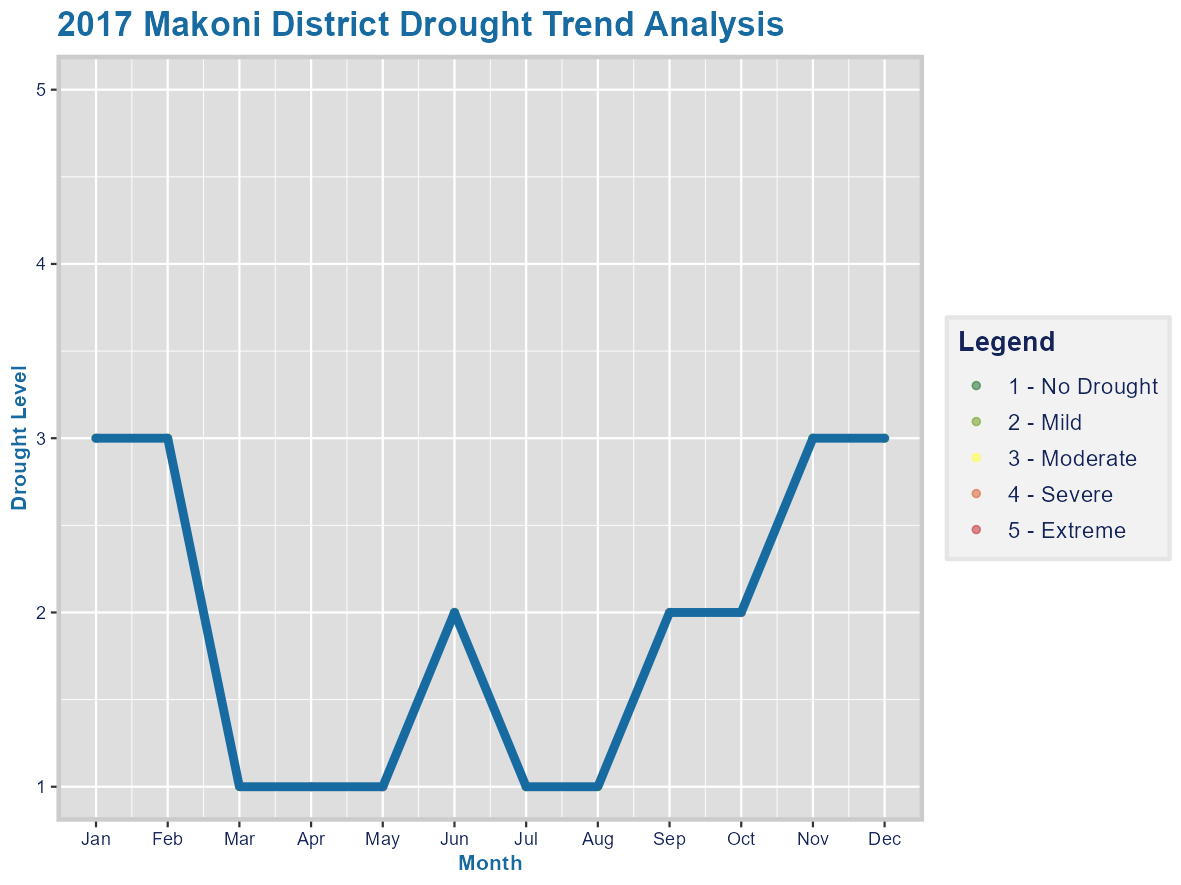 2017 Makoni District Drought Trend Analysis
5
4
3
2
1
Drought Level
Jan Feb Mar Apr May Jun Jul Aug Sep Oct Nov Dec
Month
Legend
1 - No Drought
2 - Mild
3 - Moderate
4 - Severe
5 - Extreme